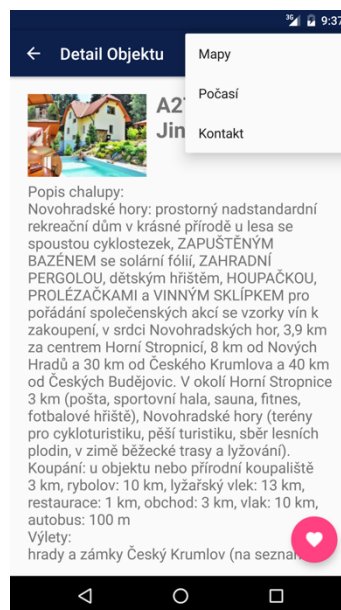 3G 9:37
Detail Objektu
Mapy
Počasí
Kontakt
Popis chalupy:
Novohradské hory: prostorný nadstandardní
rekreační dům v krásné přírodě u lesa se
spoustou cyklostezek, ZAPUŠTĚNÝM
BAZÉNEM se solární fólií, ZAHRADNÍ
PERGOLOU, dětským hřištěm, HOUPAČKOU,
PROLÉZAČKAMI a VINNÝM SKLÍPKEM pro
pořádání společenských akcí se vzorky vín k
zakoupení, v srdci Novohradských hor, 3,9 km
za centrem Horní Stropnicí, 8 km od Nových
Hradů a 30 km od Českého Krumlova a 40 km
od Českých Budějovic. V okolí Horní Stropnice
3 km (pošta, sportovní hala, sauna, fitnes,
fotbalové hřiště), Novohradské hory (terény
pro cykloturistiku, pěší turistiku, sběr lesních
plodin, v zimě běžecké trasy a lyžování).
Koupání: u objektu nebo přírodní koupaliště
3 km, rybolov: 10 km, lyžařský vlek: 13 km,
restaurace: 1 km, obchod: 3 km, vlak: 10 km,
autobus: 100 m
Výlety:
hrady a zámky Český Krumlov (na